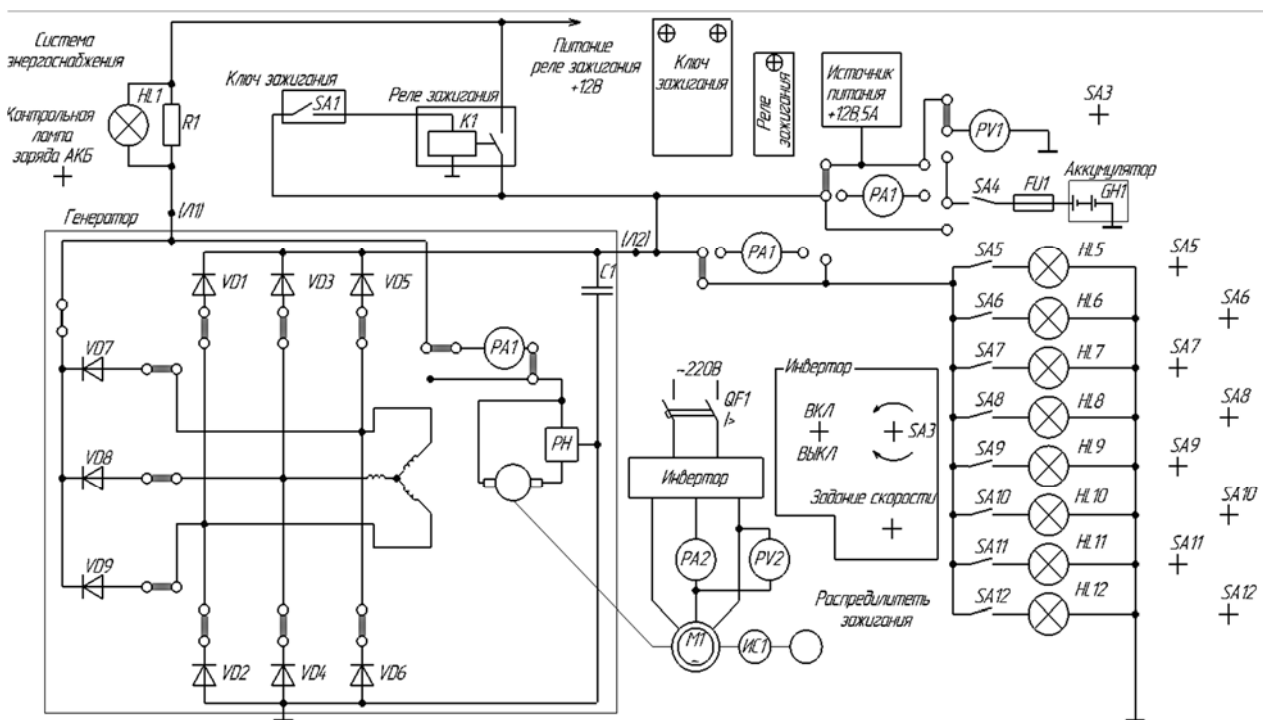 Система
энергоснабжения
HL1
R1
Контрольная
лампа
заряда АКБ
(Л1)
Ключ зажигания
SA1
Реле зажигания
K1
Питание
реле зажигания
+12В
Ключ
зажигания
Реле
зажигания
Источник
питания
+12В,5А
PV1
SA3
PA1
SA4
FU1
Аккумулятор
GH1
Генератор
VD1
VD3
VD5
C1
(Л2)
PA1
VD7
VD8
VD9
PA1
РН
VD2
VD4
VD6
~220В
QF1
I>
Инвертор
PA2
PV2
M1
~
ИС1
Инвертор
ВКЛ
ВЫКЛ
SA3
Задание скорости
Распредилитеть
зажигания
SA5
HL5
SA5
SA6
HL6
SA6
SA7
HL7
SA7
SA8
HL8
SA8
SA9
HL9
SA9
SA10
HL10
SA10
SA11
HL11
SA11
SA12
HL12
SA12